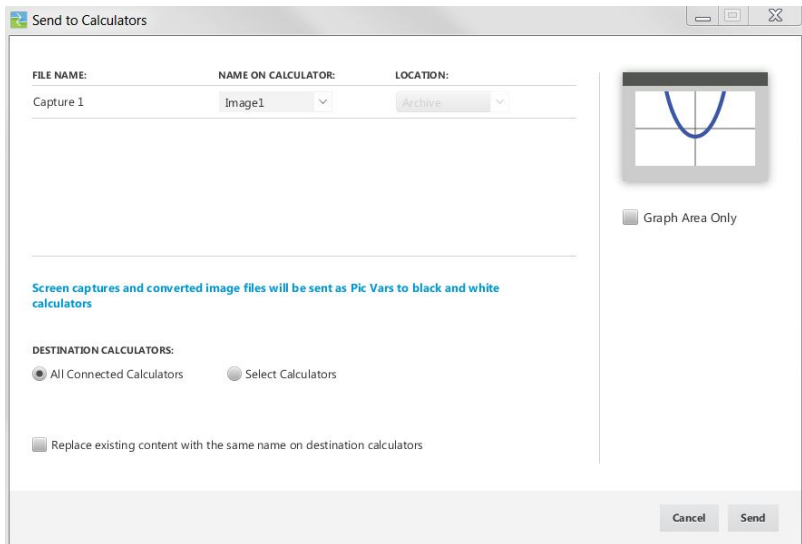 Send to Calculators
FILE NAME: NAME ON CALCULATOR: LOCATION:
Capture 1 Image1 Archive
Graph Area Only
Screen captures and converted image files will be sent as Pic Vars to black and white
calculators
DESTINATION CALCULATORS:
All Connected Calculators Select Calculators
Replace existing content with the same name on destination calculators
Cancel Send